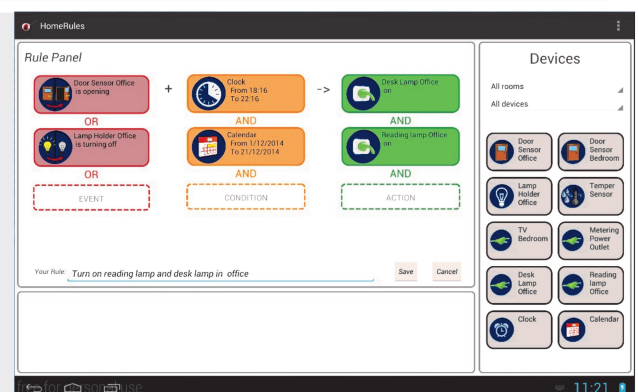 HomeRules
Rule Panel
Door Sensor Office
is opening
OR
Lamp Holder Office
is turning off
OR
EVENT
+
Clock
From 18:16
To 22:16
AND
Calendar
From 1/12/2014
To 21/12/2014
AND
CONDITION
->
Desk Lamp Office
on
AND
Reading lamp Office
on
AND
ACTION
Your Rule: Turn on reading lamp and desk lamp in office
Save
Cancel
Devices
All rooms
All devices
Door
Sensor
Office
Door
Sensor
Bedroom
Lamp
Holder
Office
Temper
Sensor
TV
Bedroom
Metering
Power
Outlet
Desk
Lamp
Office
Reading
lamp
Office
Clock
Calendar
free for personal use
11:21